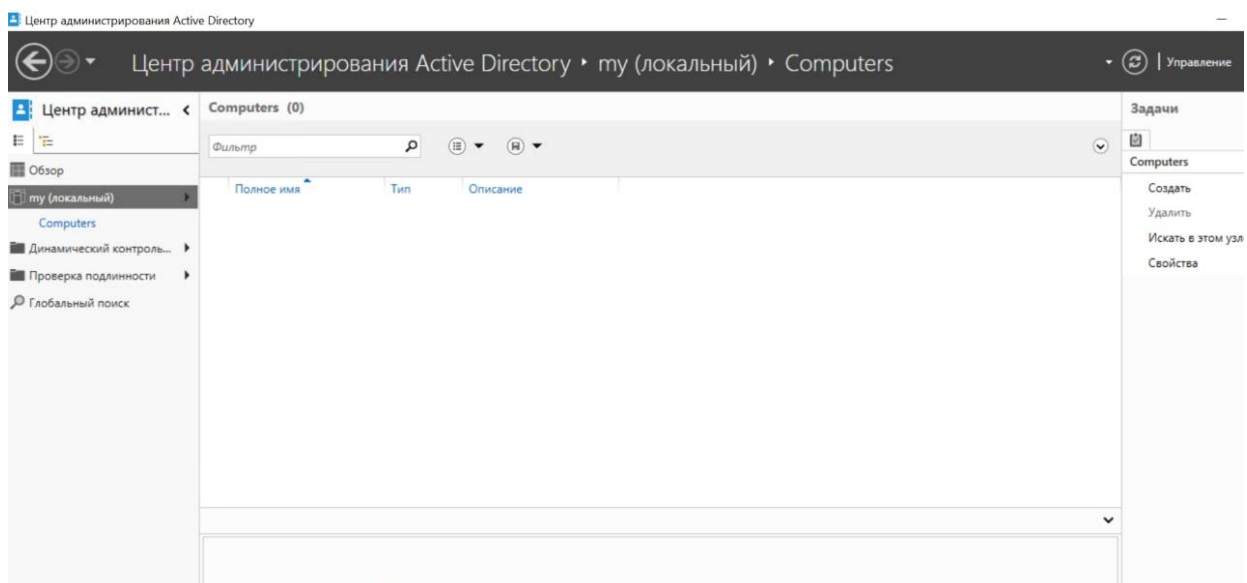 Центр администрирования Active Directory
Центр администрирования Active Directory ‣ my (локальный) ‣ Computers
| Управление
Центр админист...
Computers (0)
Задачи
Фильтр
Обзор
Computers
my (локальный)
Полное имя
Тип
Описание
Создать
Computers
Удалить
Динамический контроль...
Искать в этом узл
Проверка подлинности
Свойства
Глобальный поиск